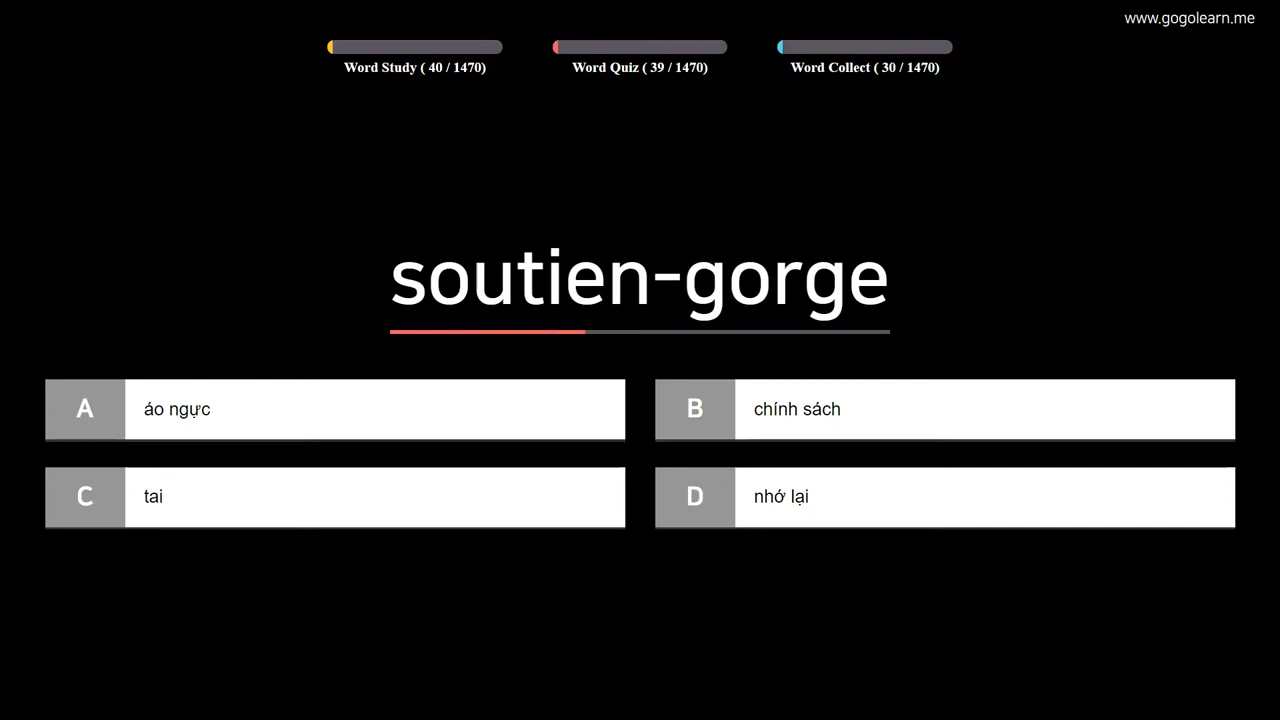 www.gogolearn.me
Word Study ( 40 / 1470)
Word Quiz ( 39 / 1470)
Word Collect ( 30 / 1470)
soutien-gorge
A áo ngực
B chính sách
C tai
D nhớ lại